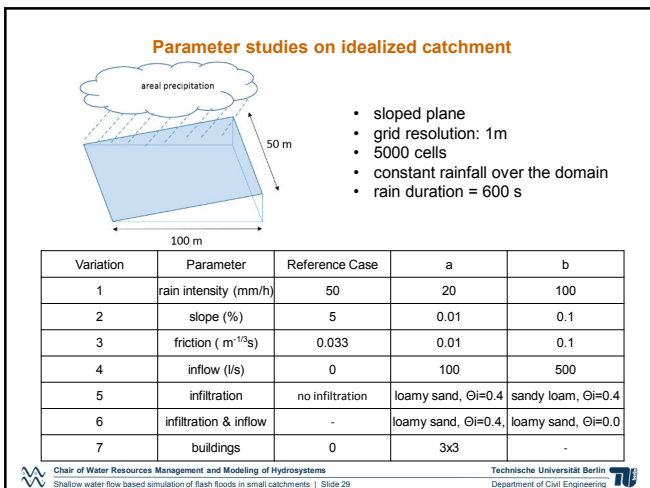 Parameter studies on idealized catchment
areal precipitation
50 m
100 m
• sloped plane
• grid resolution: 1m
• 5000 cells
• constant rainfall over the domain
• rain duration = 600 s
Variation Parameter Reference Case a b
1 rain intensity (mm/h) 50 20 100
2 slope (%) 5 0.01 0.1
3 friction ( m-1/3s) 0.033 0.01 0.1
4 inflow (l/s) 0 100 500
5 infiltration no infiltration loamy sand, Θi=0.4 sandy loam, Θi=0.4
6 infiltration & inflow - loamy sand, Θi=0.4, loamy sand, Θi=0.0
7 buildings 0 3x3 -
Chair of Water Resources Management and Modeling of Hydrosystems Technische Universität Berlin
Shallow water flow based simulation of flash floods in small catchments | Slide 29 Department of Civil Engineering